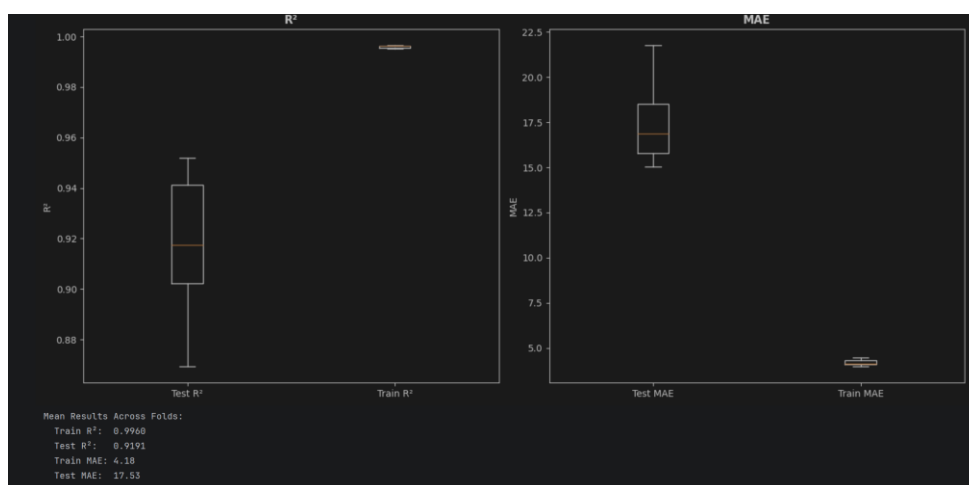 R²
1.00
0.98
0.96
0.94
0.92
0.90
0.88
R²
Test R²
Train R²
MAE
22.5
20.0
17.5
15.0
12.5
10.0
7.5
5.0
MAE
Test MAE
Train MAE
Mean Results Across Folds:
Train R²: 0.9960
Test R²: 0.9191
Train MAE: 4.18
Test MAE: 17.53